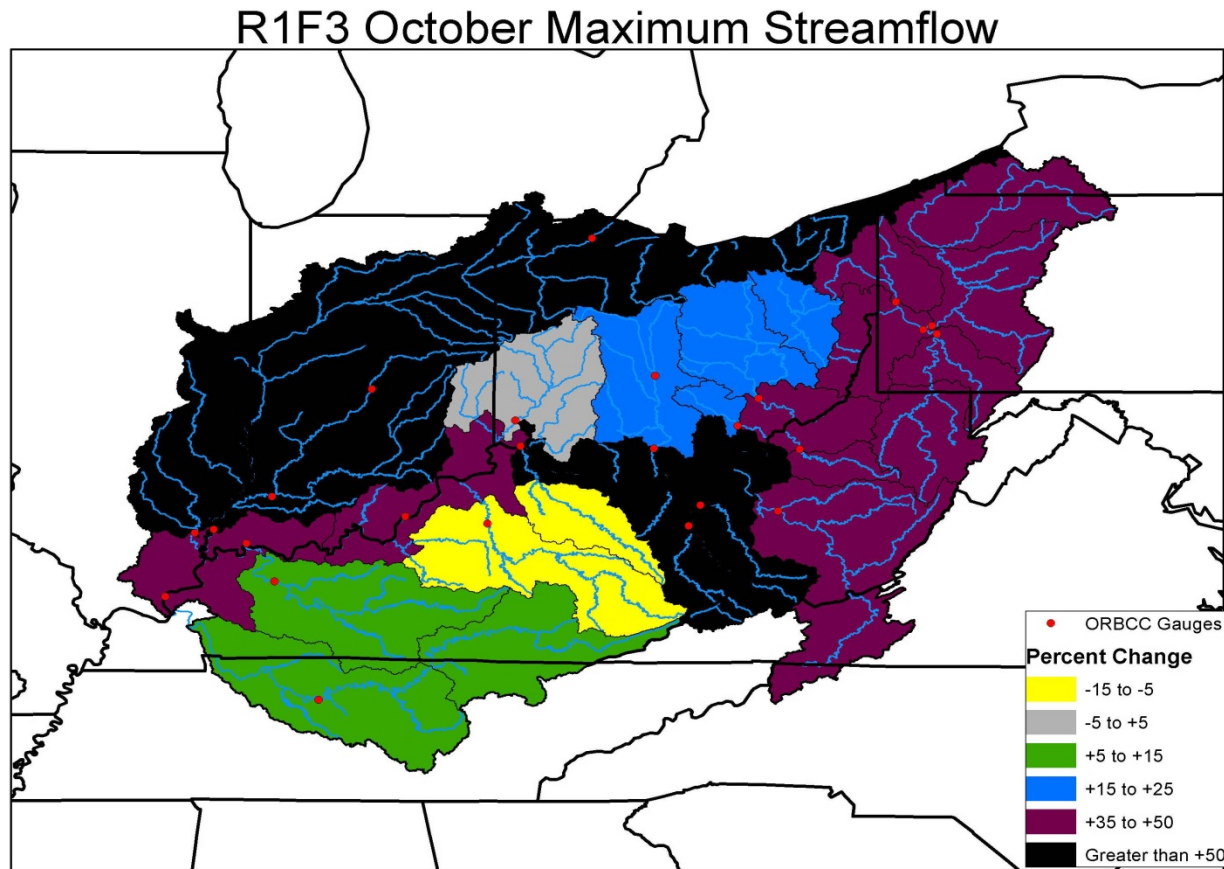 R1F3 October Maximum Streamflow
ORBCC Gauges
Percent Change
-15 to -5
-5 to +5
+5 to +15
+15 to +25
+35 to +50
Greater than +50